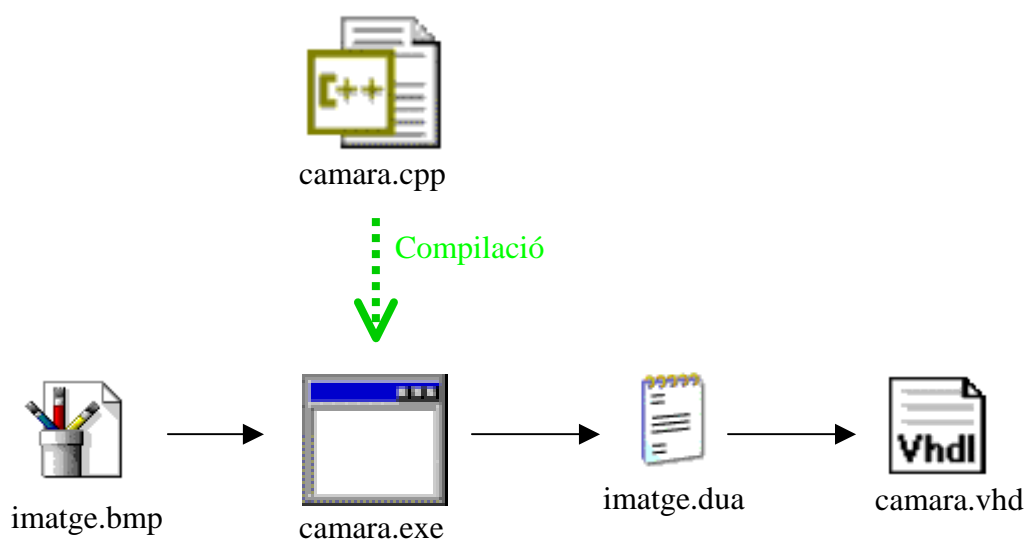 C++
camara.cpp
Compilació
Vhdl
imatge.bmp
camara.exe
imatge.dua
camara.vhd